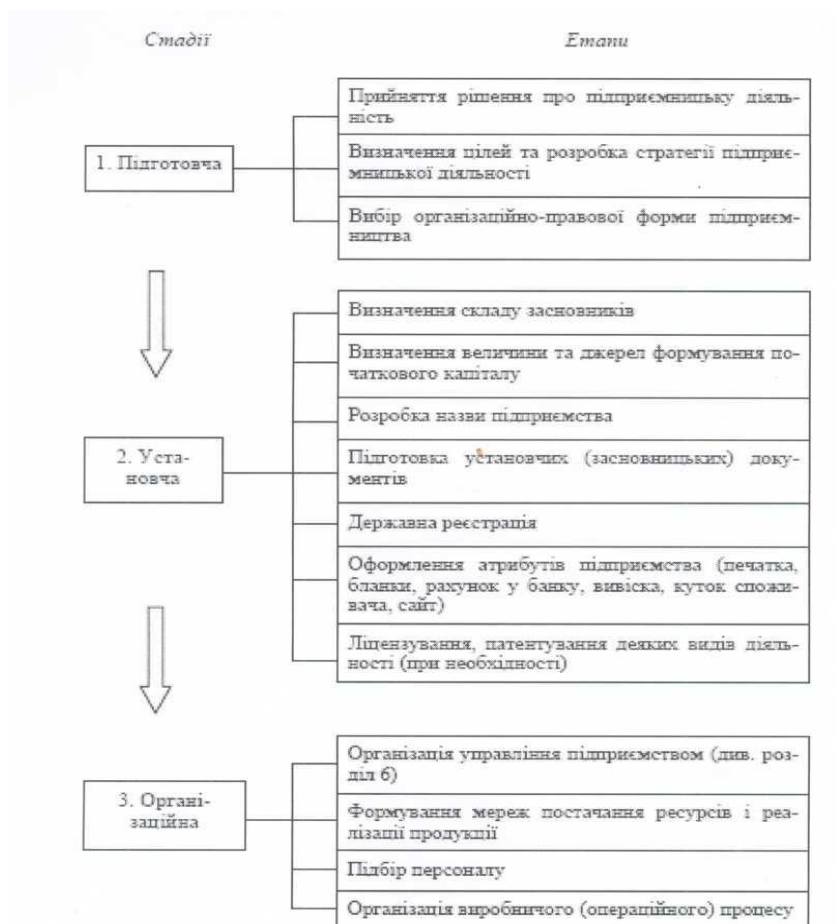 Стадії
Етапи
1. Підготовча
Прийняття рішення про підприємницьку діяль-
ність
Визначення цілей та розробка стратегії підприє-
мницької діяльності
Вибір організаційно-правової форми підприєм-
ництва
2. Уста-
новча
Визначення складу засновників
Визначення величини та джерел формування по-
чаткового капіталу
Розробка назви підприємства
Підготовка установчих (засновницьких) доку-
ментів
Державна реєстрація
Оформлення атрибутів підприємства (печатка,
бланки, рахунок у банку, вивіска, куток спожи-
вача, сайт)
Ліцензування, патентування деяких видів діяль-
ності (при необхідності)
3. Органі-
заційна
Організація управління підприємством (див. роз-
діл 6)
Формування мереж постачання ресурсів і реа-
лізації продукції
Підбір персоналу
Організація виробничого (операційного) процесу